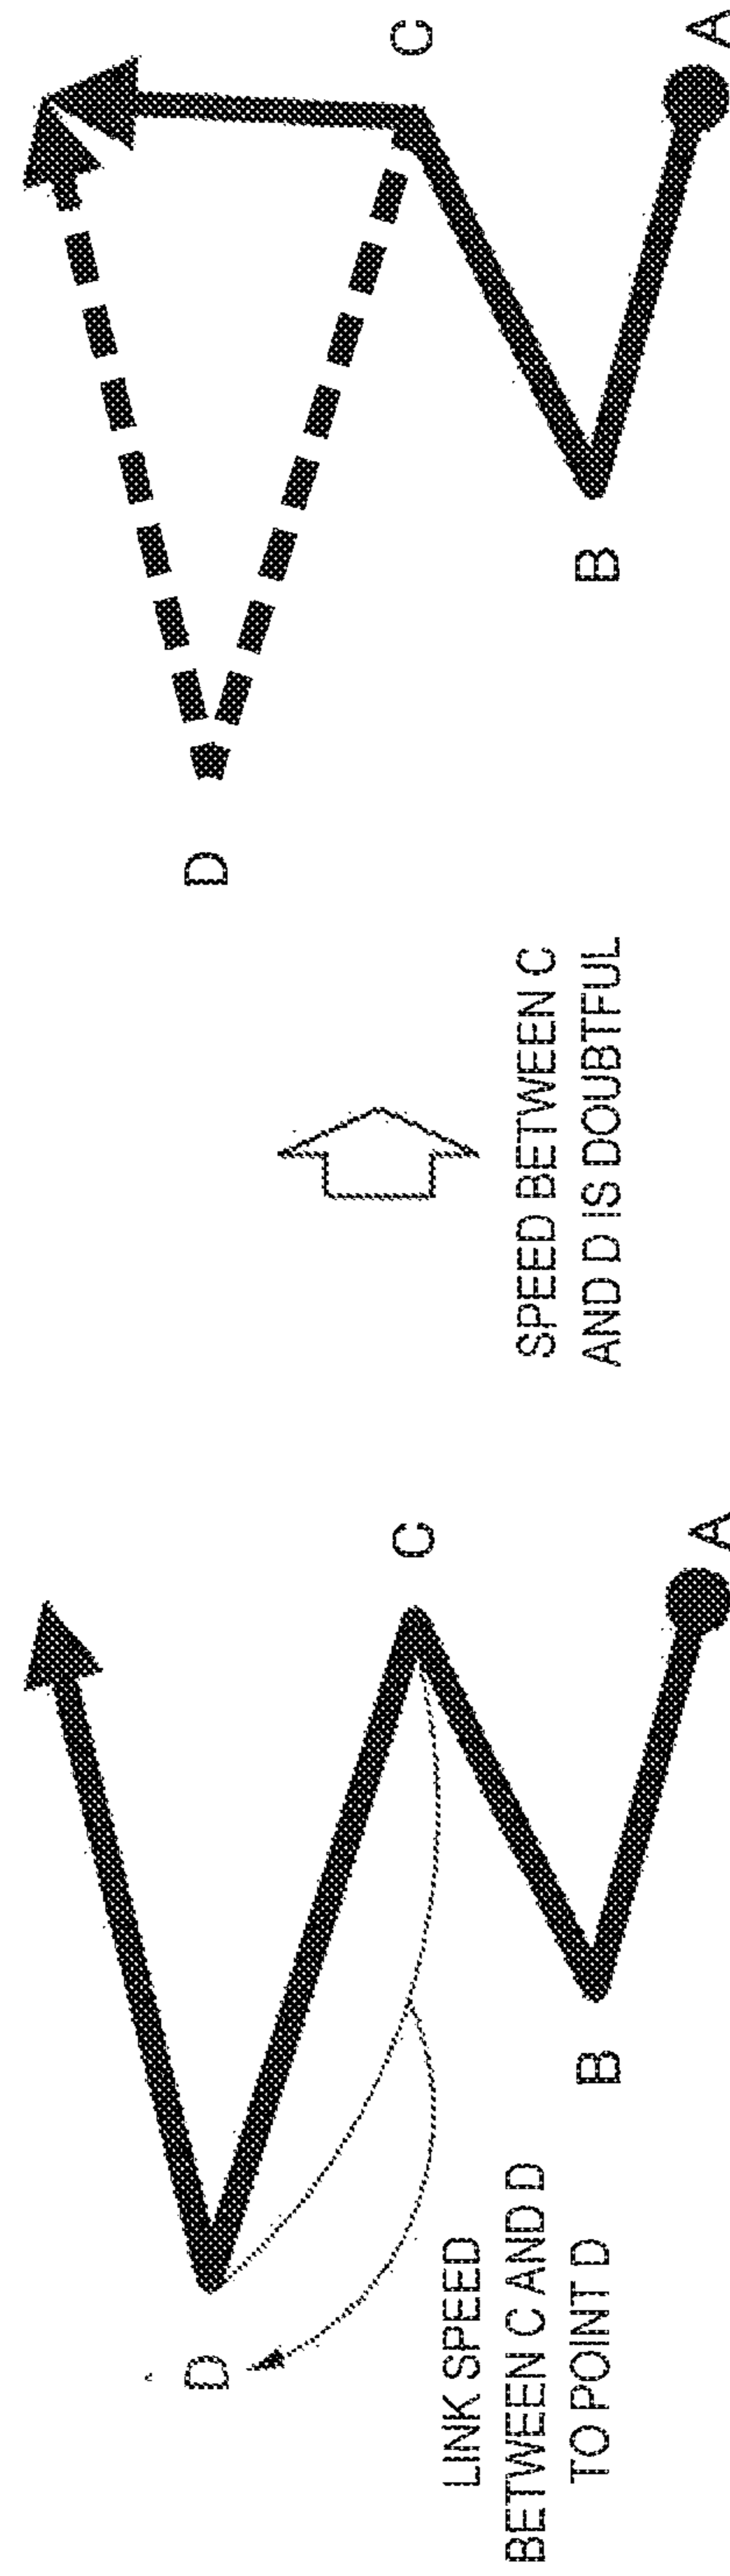 D
C
LINK SPEED
BETWEEN C AND D
TO POINT D
B
A
SPEED BETWEEN C
AND D IS DOUBTFUL
D
C
B
A